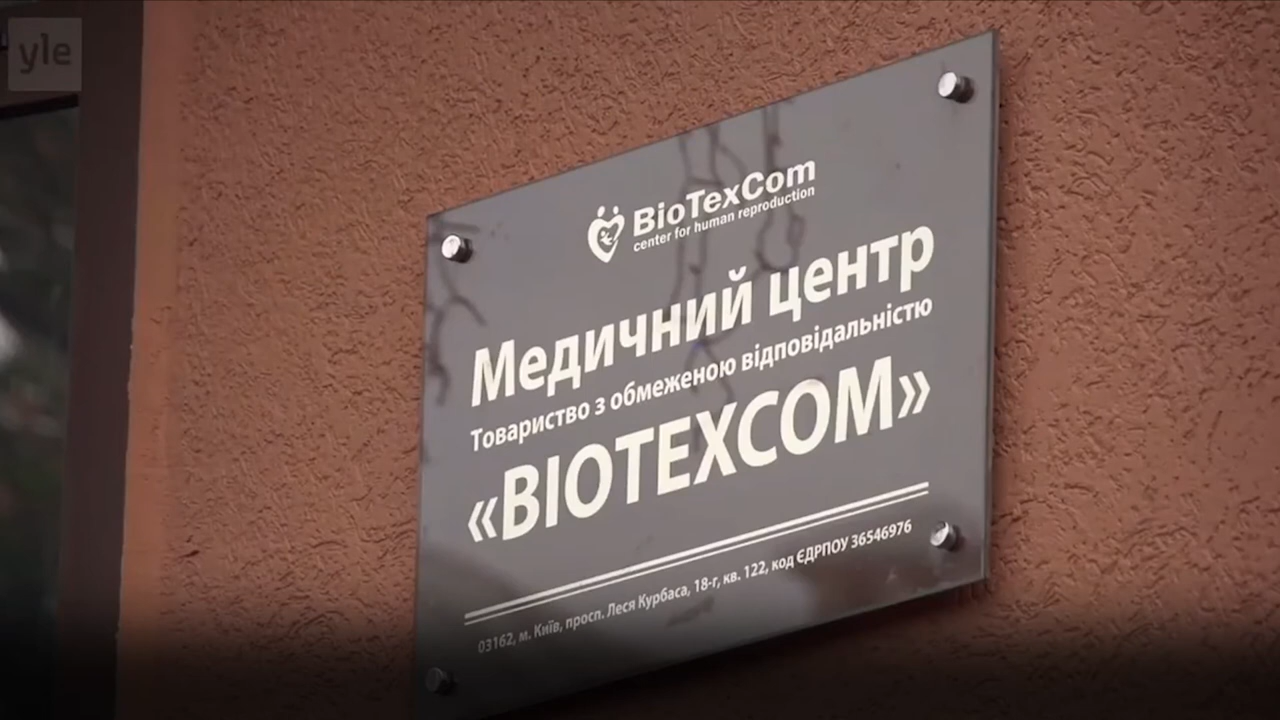 yle
BioTexCom
center for human reproduction
Медичний центр
Товариство з обмеженою відповідальністю
«BIOTEXCOM»
03162, м. Київ, просп. Леся Курбаса, 18-г, кв. 122, код ЄДРПОУ 36546976